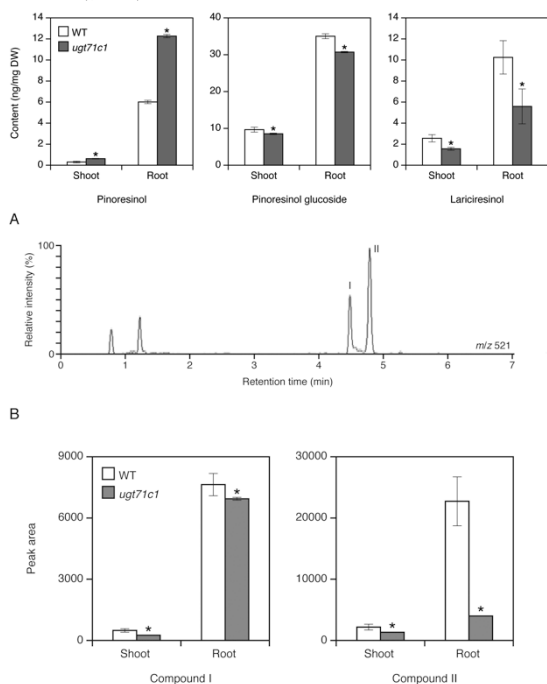 Content (ng/mg DW)
14
12
10
8
6
4
2
0
WT
ugt71c1
*
*
Shoot
Root
Pinoresinol
40
30
20
10
0
*
*
Shoot
Root
Pinoresinol glucoside
14
12
10
8
6
4
2
0
*
*
Shoot
Root
Lariciresinol
A
Relative intensity (%)
100
0
I
II
m/z 521
0 1 2 3 4 5 6 7
Retention time (min)
B
Peak area
9000
6000
3000
0
WT
ugt71c1
*
*
Shoot
Root
Compound I
30000
20000
10000
0
*
*
Shoot
Root
Compound II